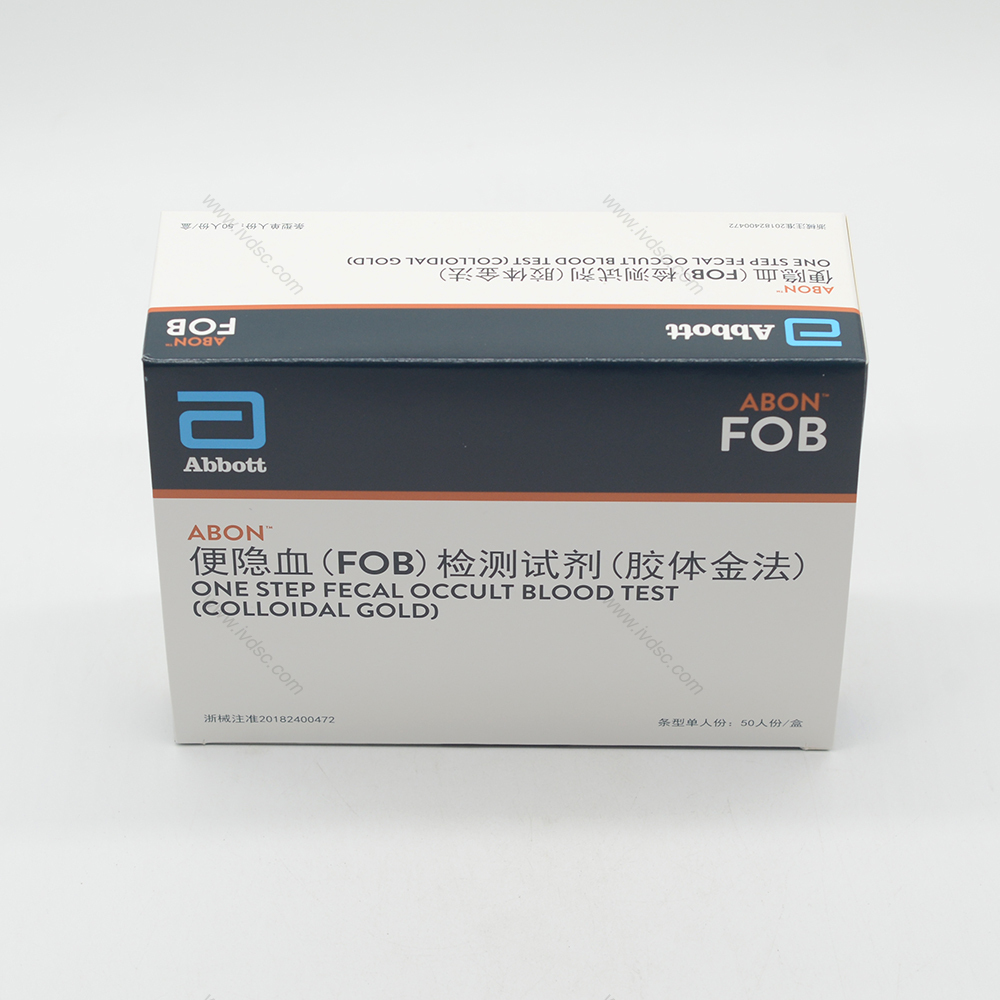 条型单人份：50人份/盒
浙械注准20182400472
ONE STEP FECAL OCCULT BLOOD TEST (COLLOIDAL GOLD)
便隐血（FOB）检测试剂（胶体金法）
ABON™
Abbott
ABON™
FOB
Abbott
ABON™
FOB
ABON™
便隐血（FOB）检测试剂（胶体金法）
ONE STEP FECAL OCCULT BLOOD TEST
(COLLOIDAL GOLD)
浙械注准20182400472
条型单人份：50人份/盒
www.ivdsc.com
www.ivdsc.com
www.ivdsc.com
www.ivdsc.com